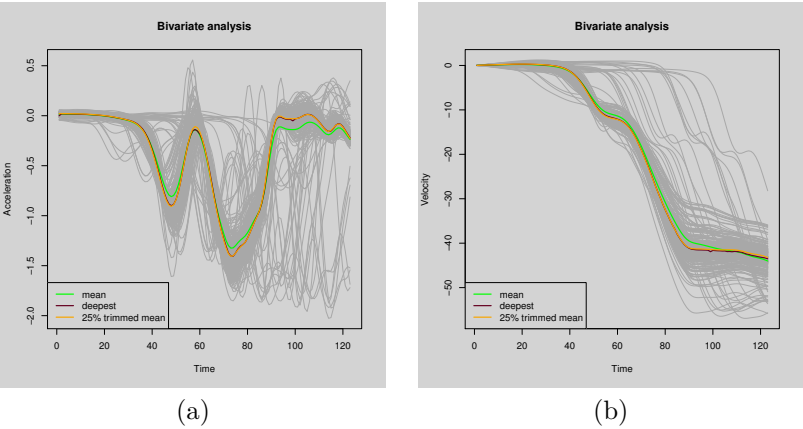 Bivariate analysis
Acceleration
0.5
0.0
−0.5
−1.0
−1.5
−2.0
mean
deepest
25% trimmed mean
0 20 40 60 80 100 120
Time
(a)
Bivariate analysis
Velocity
0
−10
−20
−30
−40
−50
mean
deepest
25% trimmed mean
0 20 40 60 80 100 120
Time
(b)